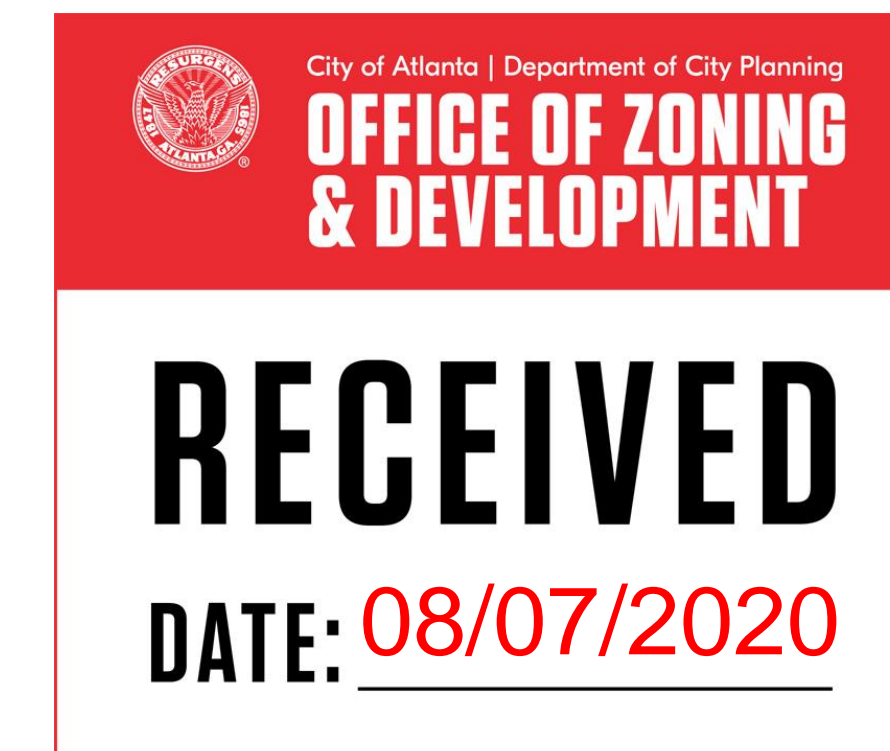 RESURGENS
1847 1865
ATLANTA, GA.
®
City of Atlanta | Department of City Planning
OFFICE OF ZONING
& DEVELOPMENT
RECEIVED
DATE: 08/07/2020